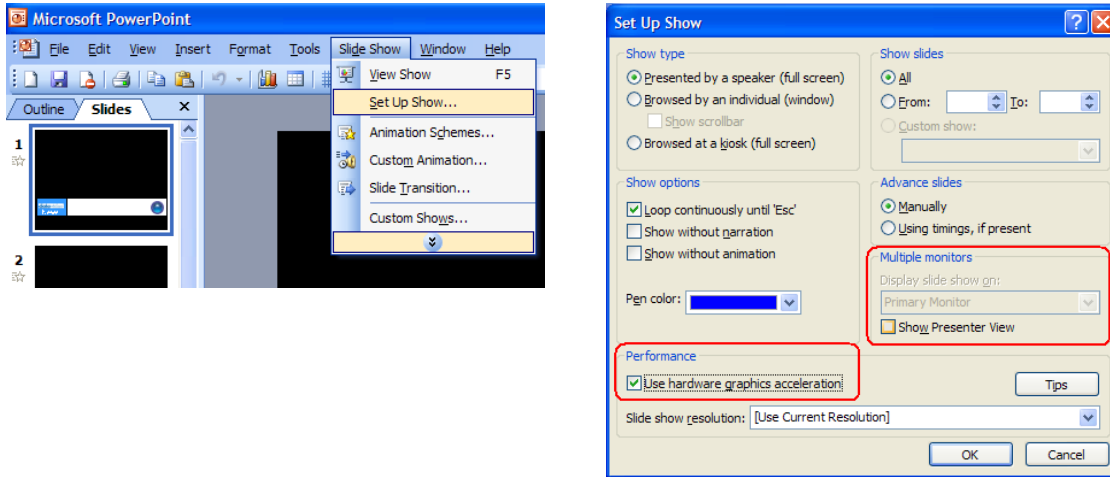 Microsoft PowerPoint
File Edit View Insert Format Tools Slide Show Window Help
View Show F5
Set Up Show...
Animation Schemes...
Custom Animation...
Slide Transition...
Custom Shows...
Outline Slides
1
2
Set Up Show
Show type
Presented by a speaker (full screen)
Browsed by an individual (window)
Show scrollbar
Browsed at a kiosk (full screen)
Show slides
All
From: To:
Custom show:
Show options
Loop continuously until 'Esc'
Show without narration
Show without animation
Pen color:
Advance slides
Manually
Using timings, if present
Multiple monitors
Display slide show on:
Primary Monitor
Show Presenter View
Performance
Use hardware graphics acceleration
Tips
Slide show resolution: [Use Current Resolution]
OK Cancel